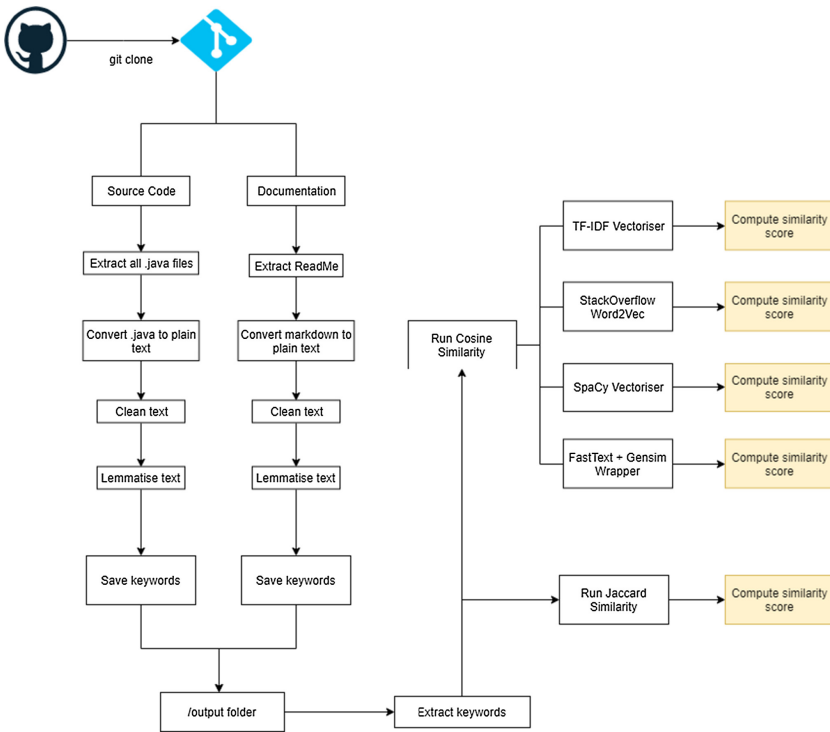 git clone
Source Code
Documentation
Extract all .java files
Extract ReadMe
Convert .java to plain
text
Convert markdown to
plain text
Clean text
Clean text
Lemmatise text
Lemmatise text
Save keywords
Save keywords
/output folder
Extract keywords
Run Cosine
Similarity
TF-IDF Vectoriser
Compute similarity
score
StackOverflow
Word2Vec
Compute similarity
score
SpaCy Vectoriser
Compute similarity
score
FastText + Gensim
Wrapper
Compute similarity
score
Run Jaccard
Similarity
Compute similarity
score